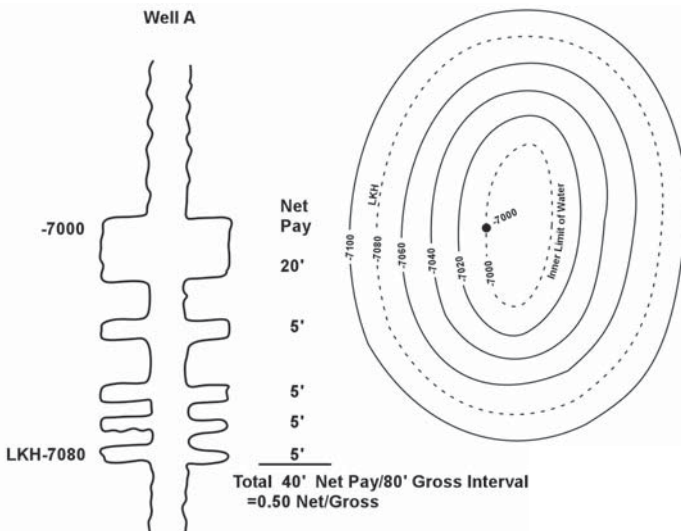 Well A
-7000
Net
Pay
20'
5'
5'
5'
LKH-7080
5'
Total 40' Net Pay/80' Gross Interval
=0.50 Net/Gross
-7100
LKH
-7080
-7060
-7040
-7020
-7000
-7000
Inner Limit of Water